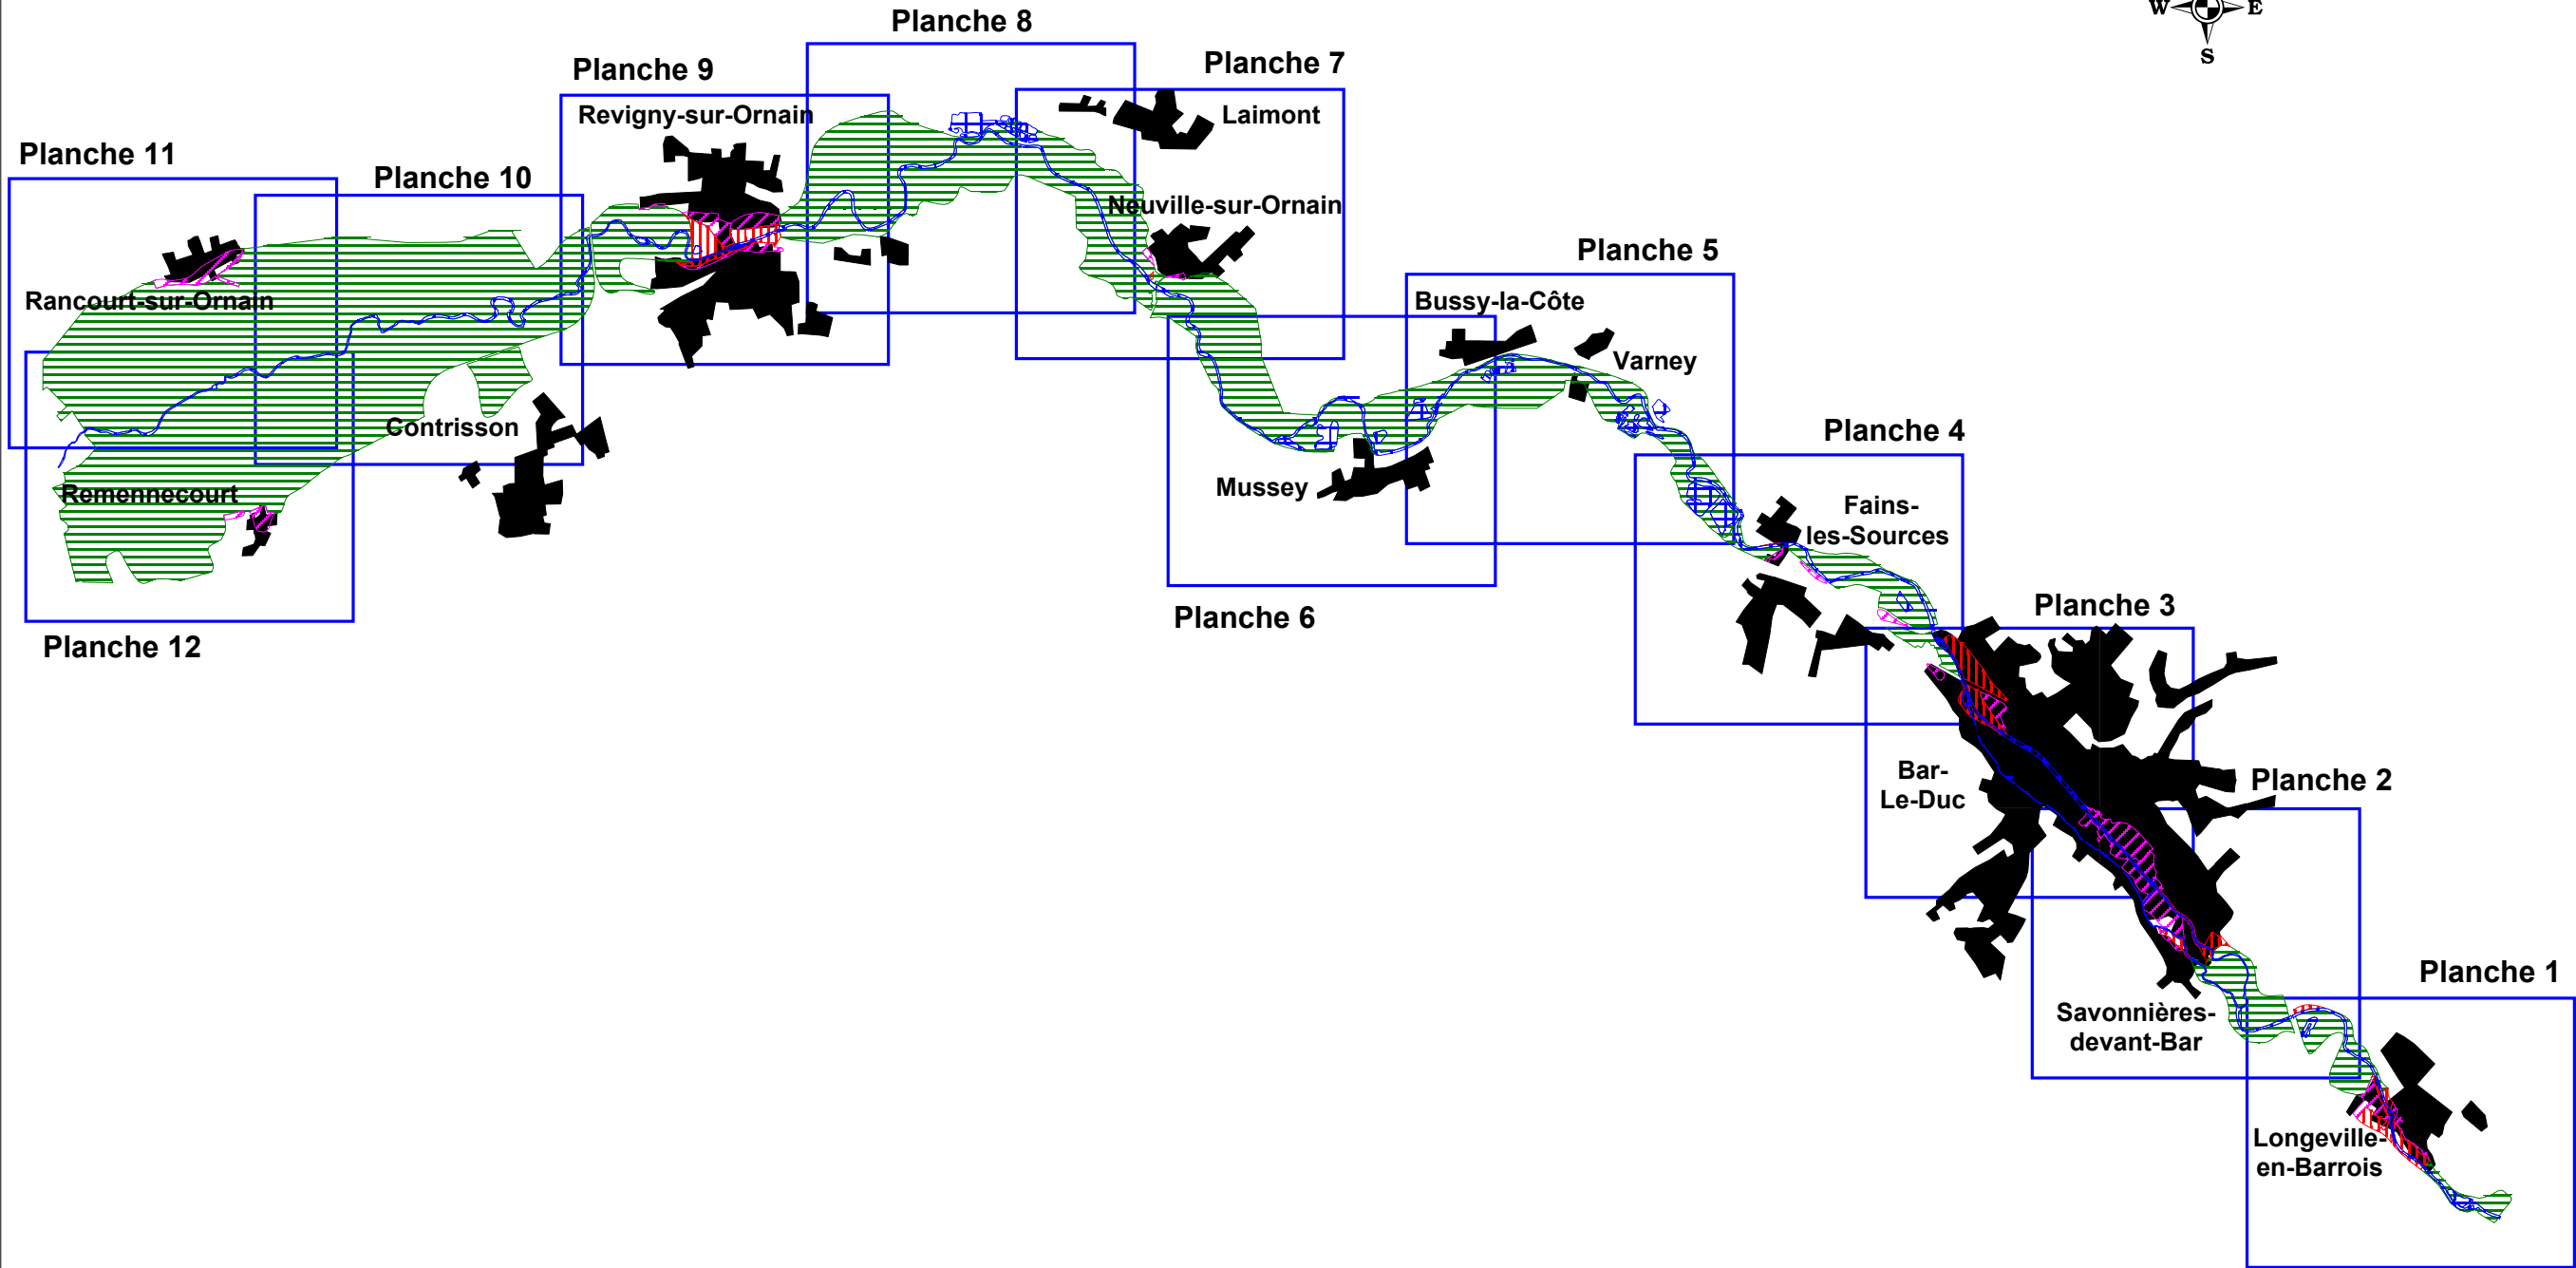 Planche 8
W E
S
Planche 9
Planche 7
Revigny-sur-Ornain
Laimont
Planche 11
Planche 10
Neuville-sur-Ornain
Planche 5
Rancourt-sur-Ornain
Bussy-la-Côte
Varney
Contrisson
Planche 4
Mussey
Remennecourt
Fains-
les-Sources
Planche 3
Planche 6
Planche 12
Bar-
Le-Duc
Planche 2
Planche 1
Savonnières-
devant-Bar
Longeville-
en-Barrois